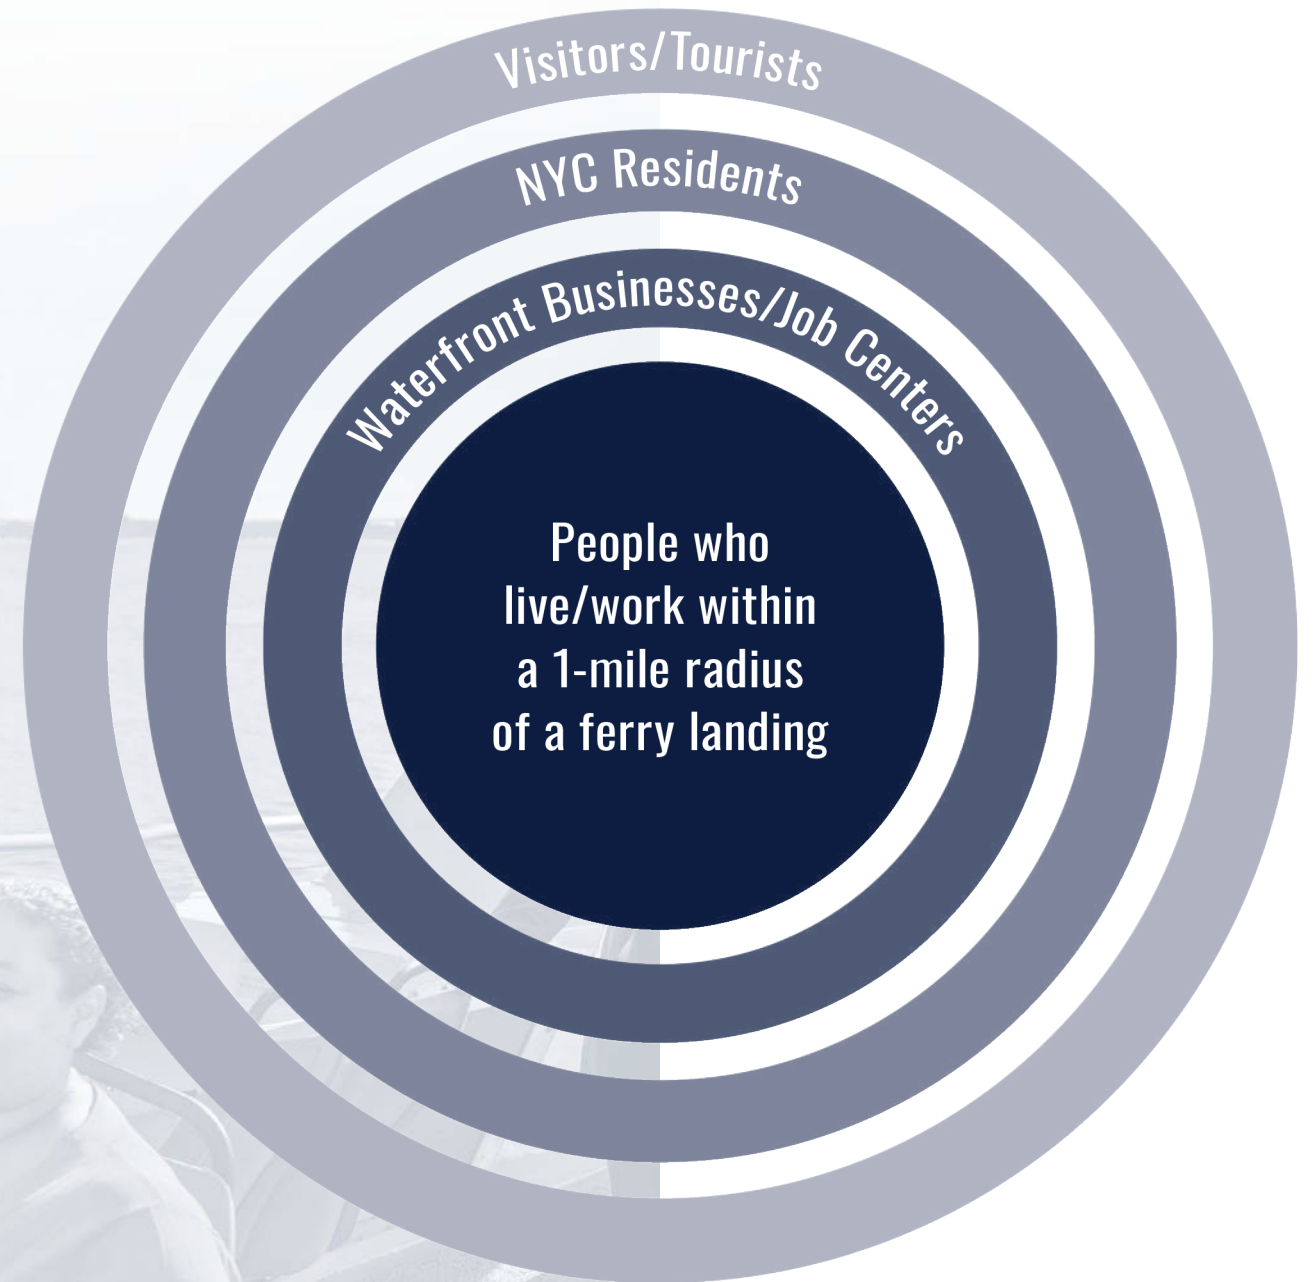 Visitors/Tourists
NYC Residents
Waterfront Businesses/Job Centers
People who
live/work within
a 1-mile radius
of a ferry landing